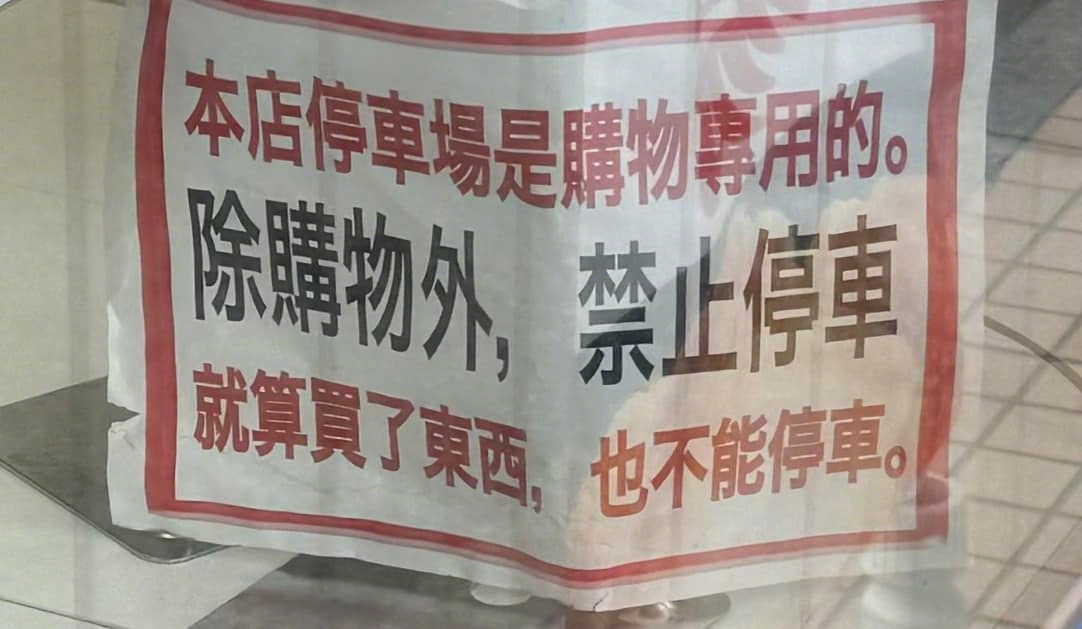 本店停車場是購物專用的。
除購物外, 禁止停車
就算買了東西, 也不能停車。